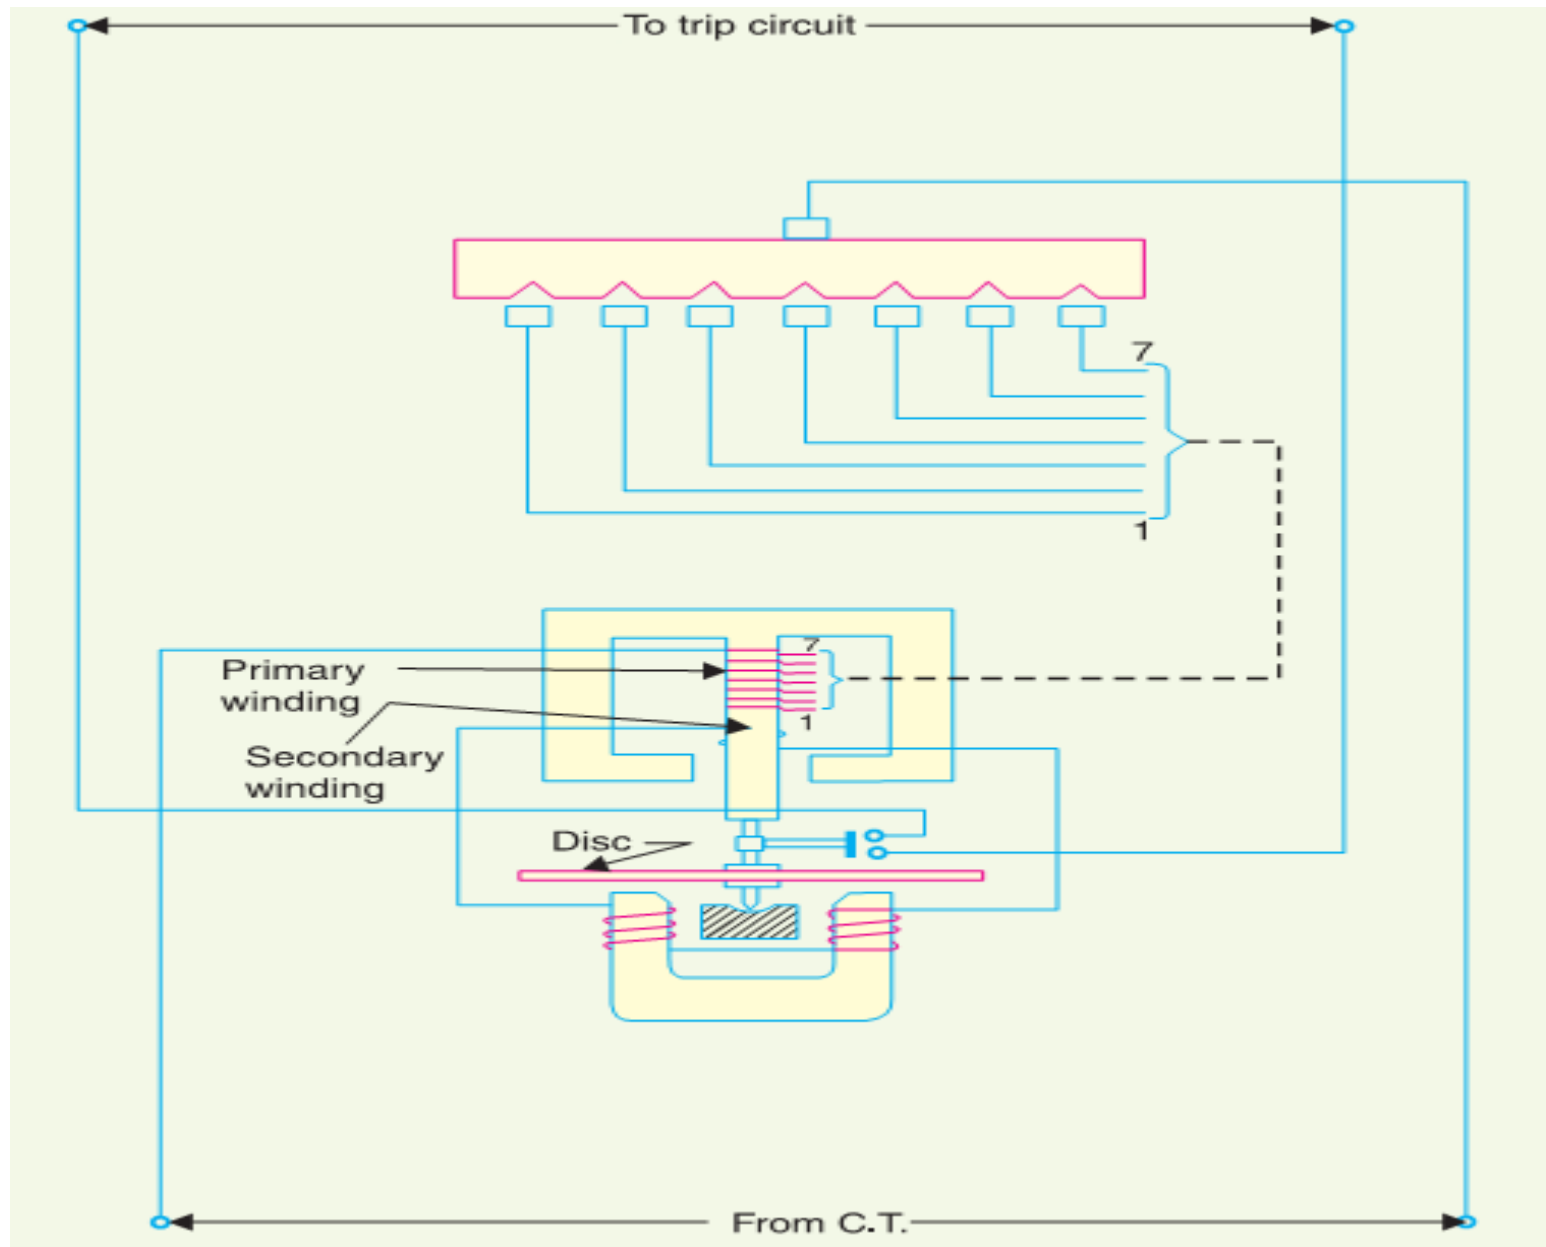 To trip circuit
7
1
7
Primary
winding
1
Secondary
winding
Disc
From C.T.